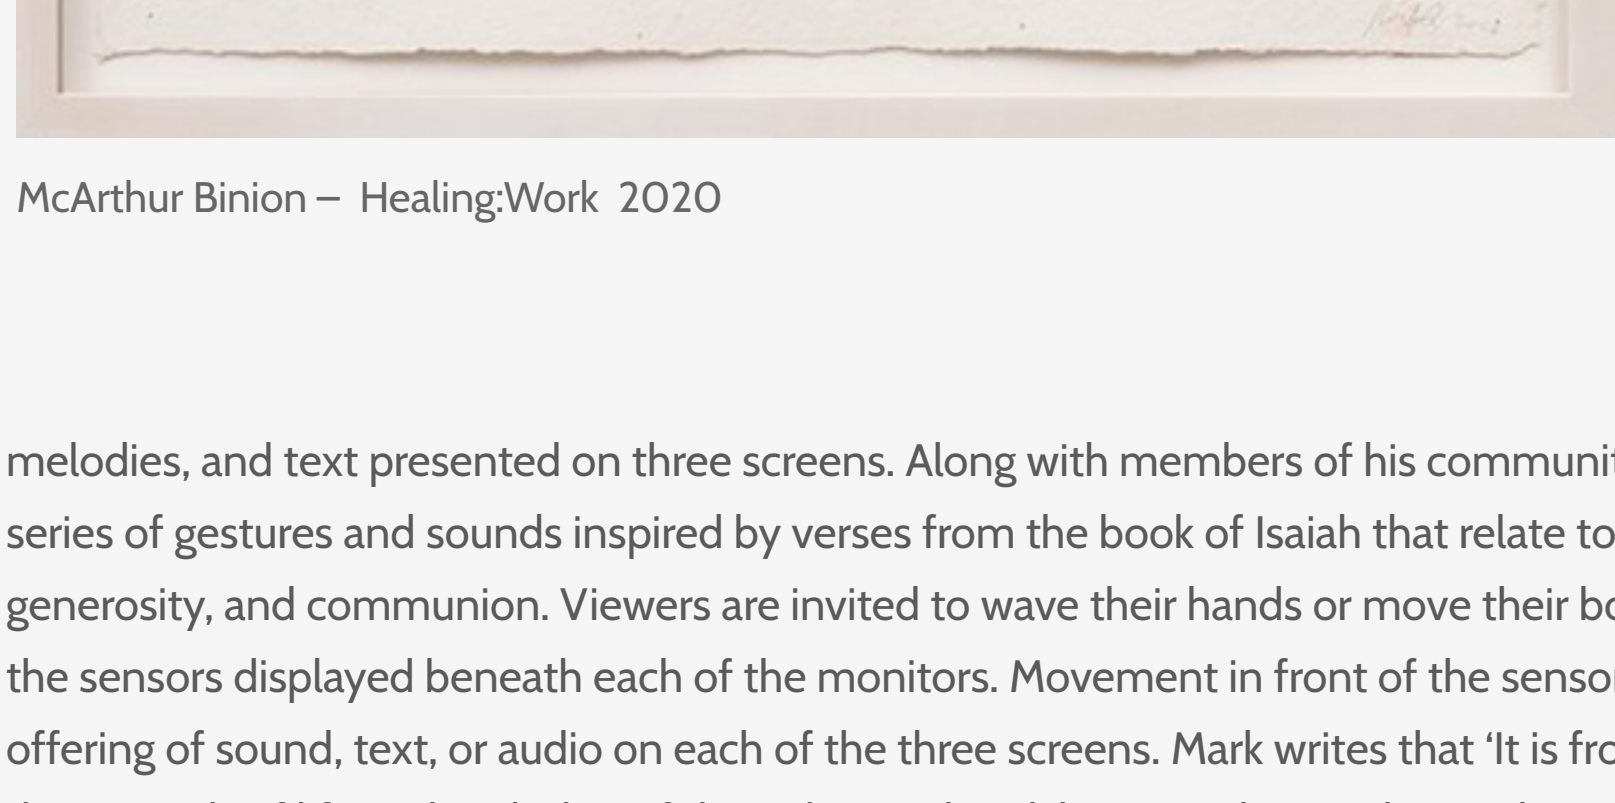 McArthur Binion – Healing:Work 2020
melodies, and text presented on three screens. Along with members of his
series of gestures and sounds inspired by verses from the book of Isaiah that relate to
generosity, and communion. Viewers are invited to wave their hands or move their
the sensors displayed beneath each of the monitors. Movement in front of the
offering of sound, text, or audio on each of the three screens. Mark writes that ‘It is